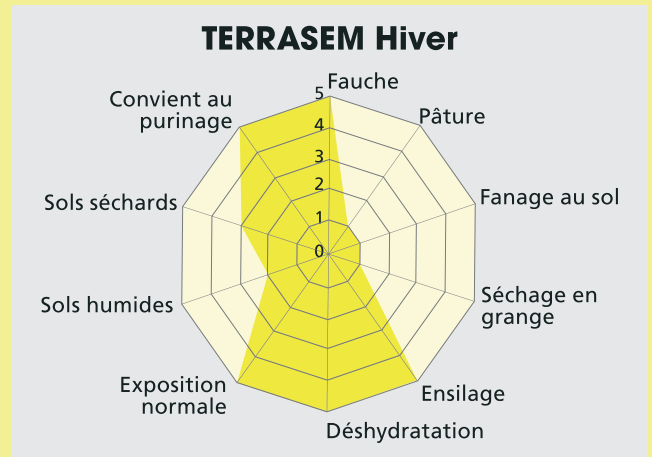 TERRASEM Hiver
Fauche
Pâture
Fanage au sol
Séchage en
grange
Ensilage
Déshydratation
Exposition
normale
Sols humides
Sols séchards
Convient au
purinage
5
4
3
2
1
0